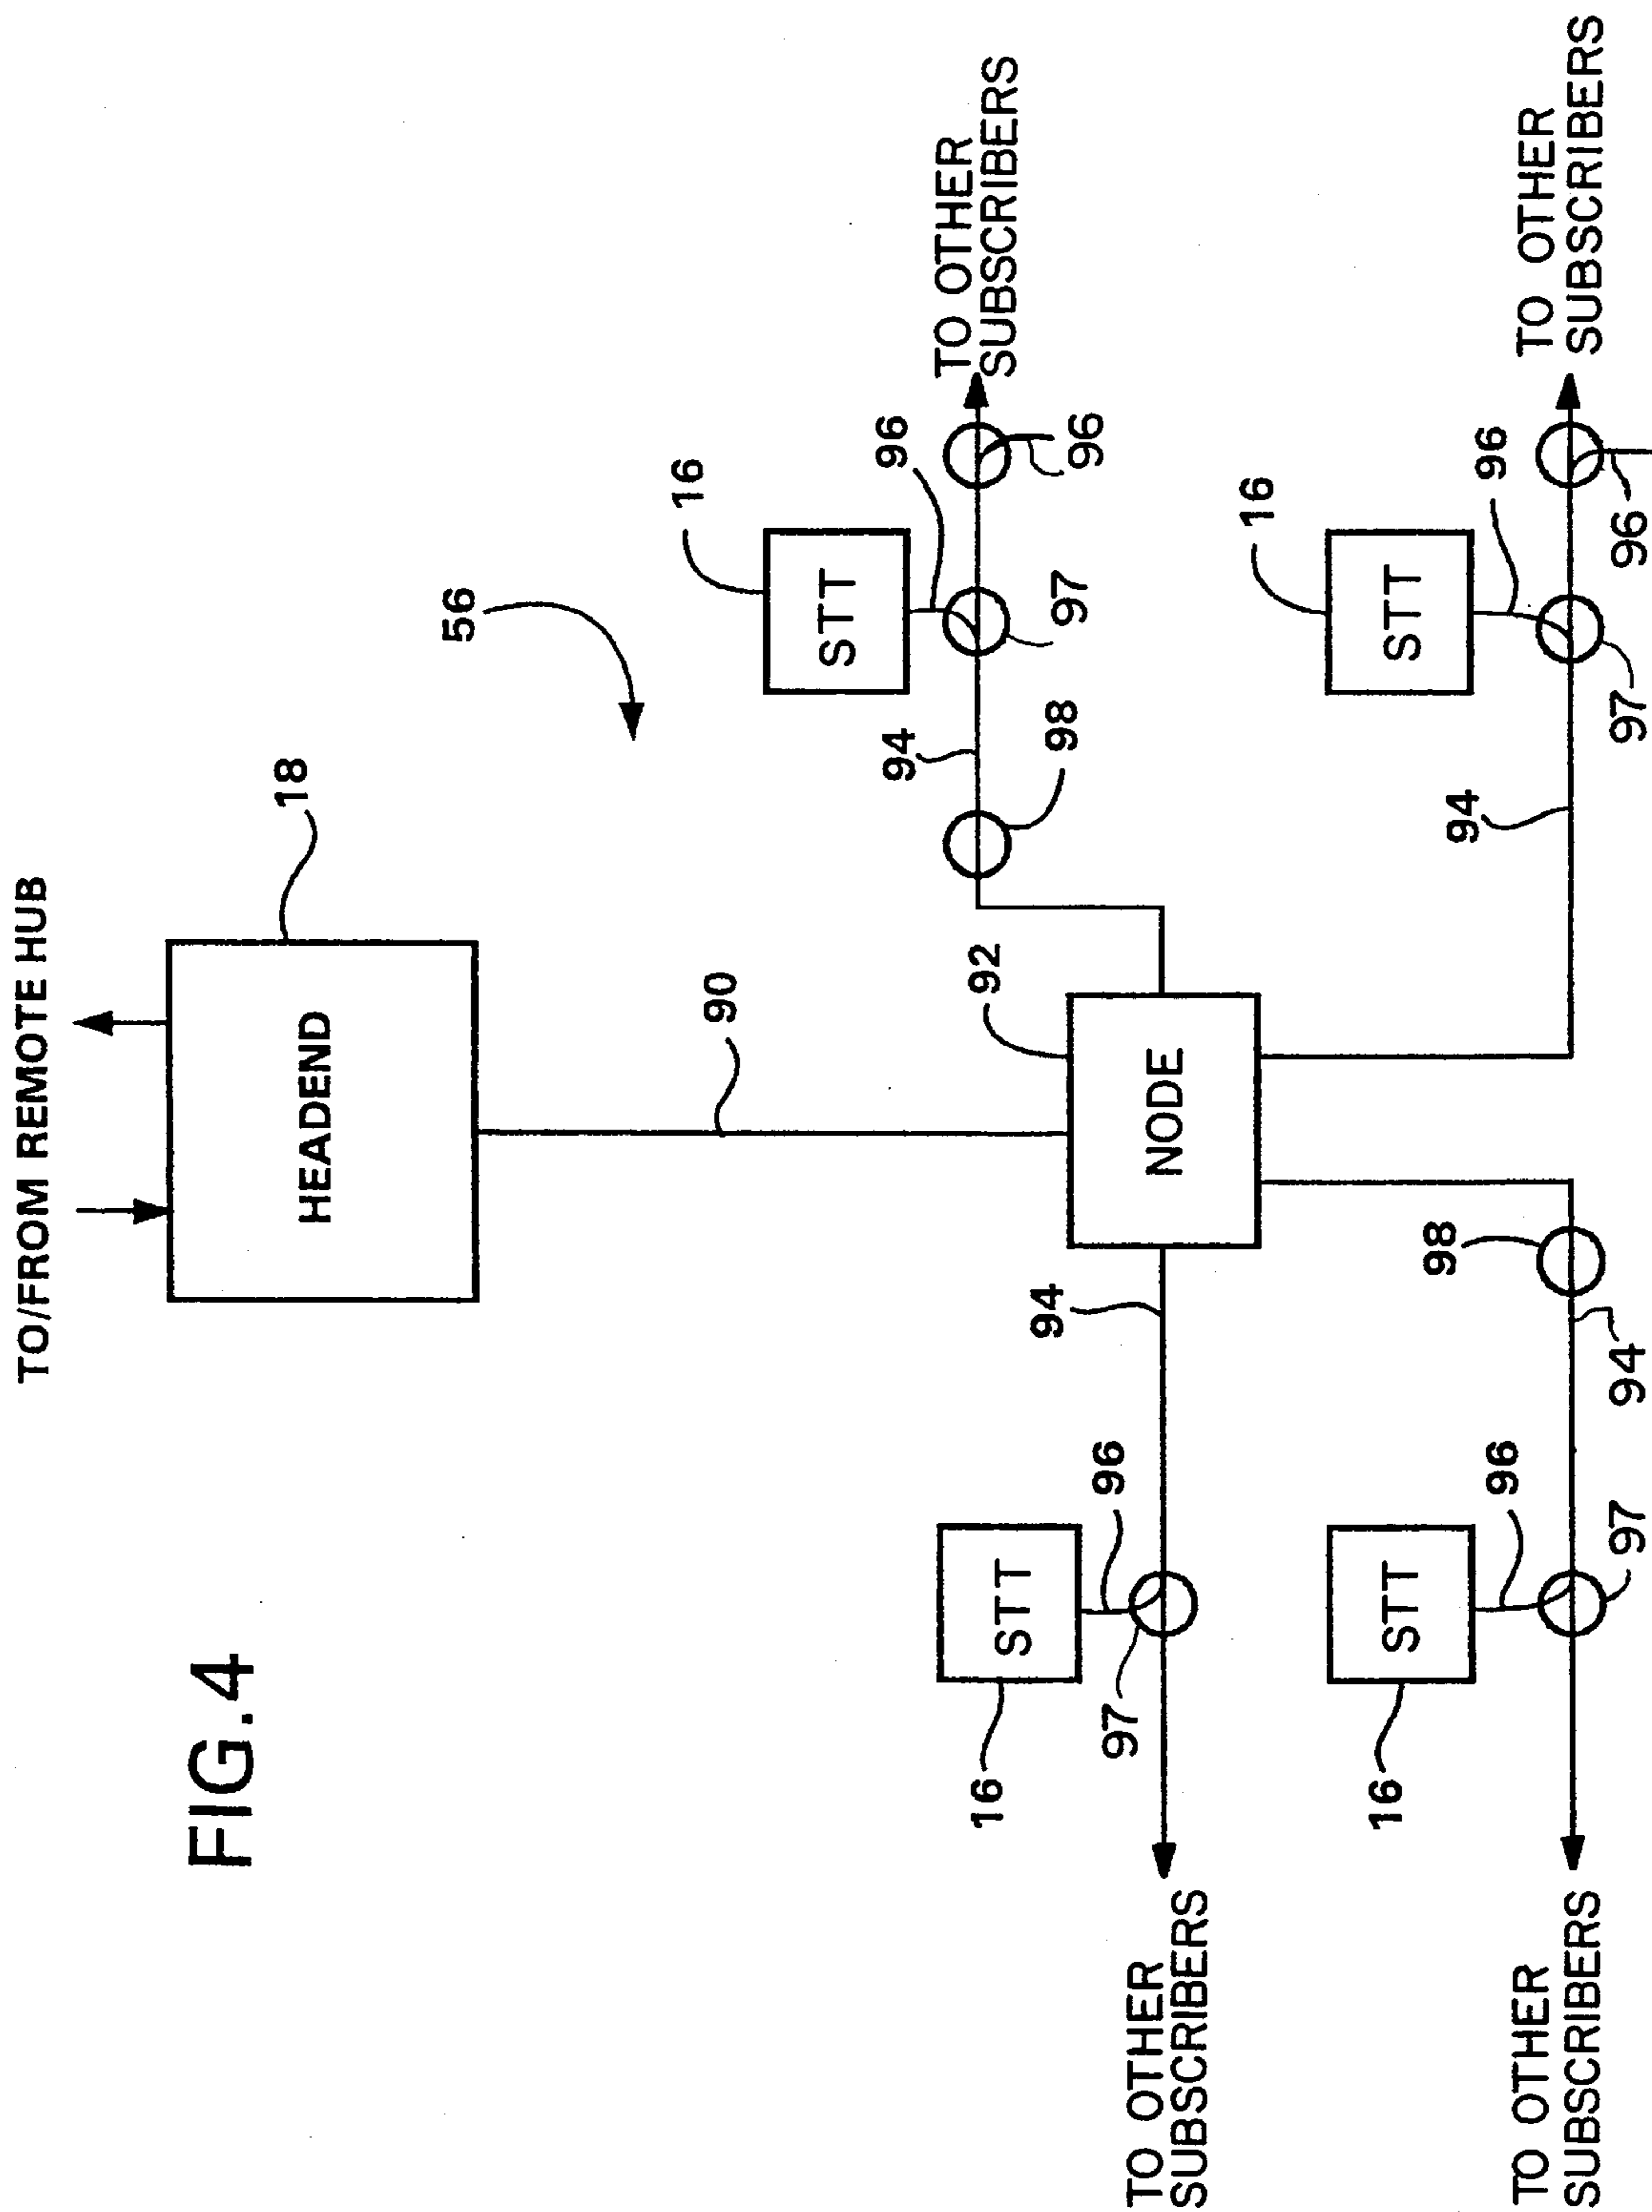 FIG.4
TO/FROM REMOTE HUB
HEADEND
18
90
56
NODE
92
94
STT
16
96
97
TO OTHER
SUBSCRIBERS
98
94
STT
16
96
97
96
TO OTHER
SUBSCRIBERS
98
94
STT
16
96
97
TO OTHER
SUBSCRIBERS
94
STT
16
96
97
96
TO OTHER
SUBSCRIBERS